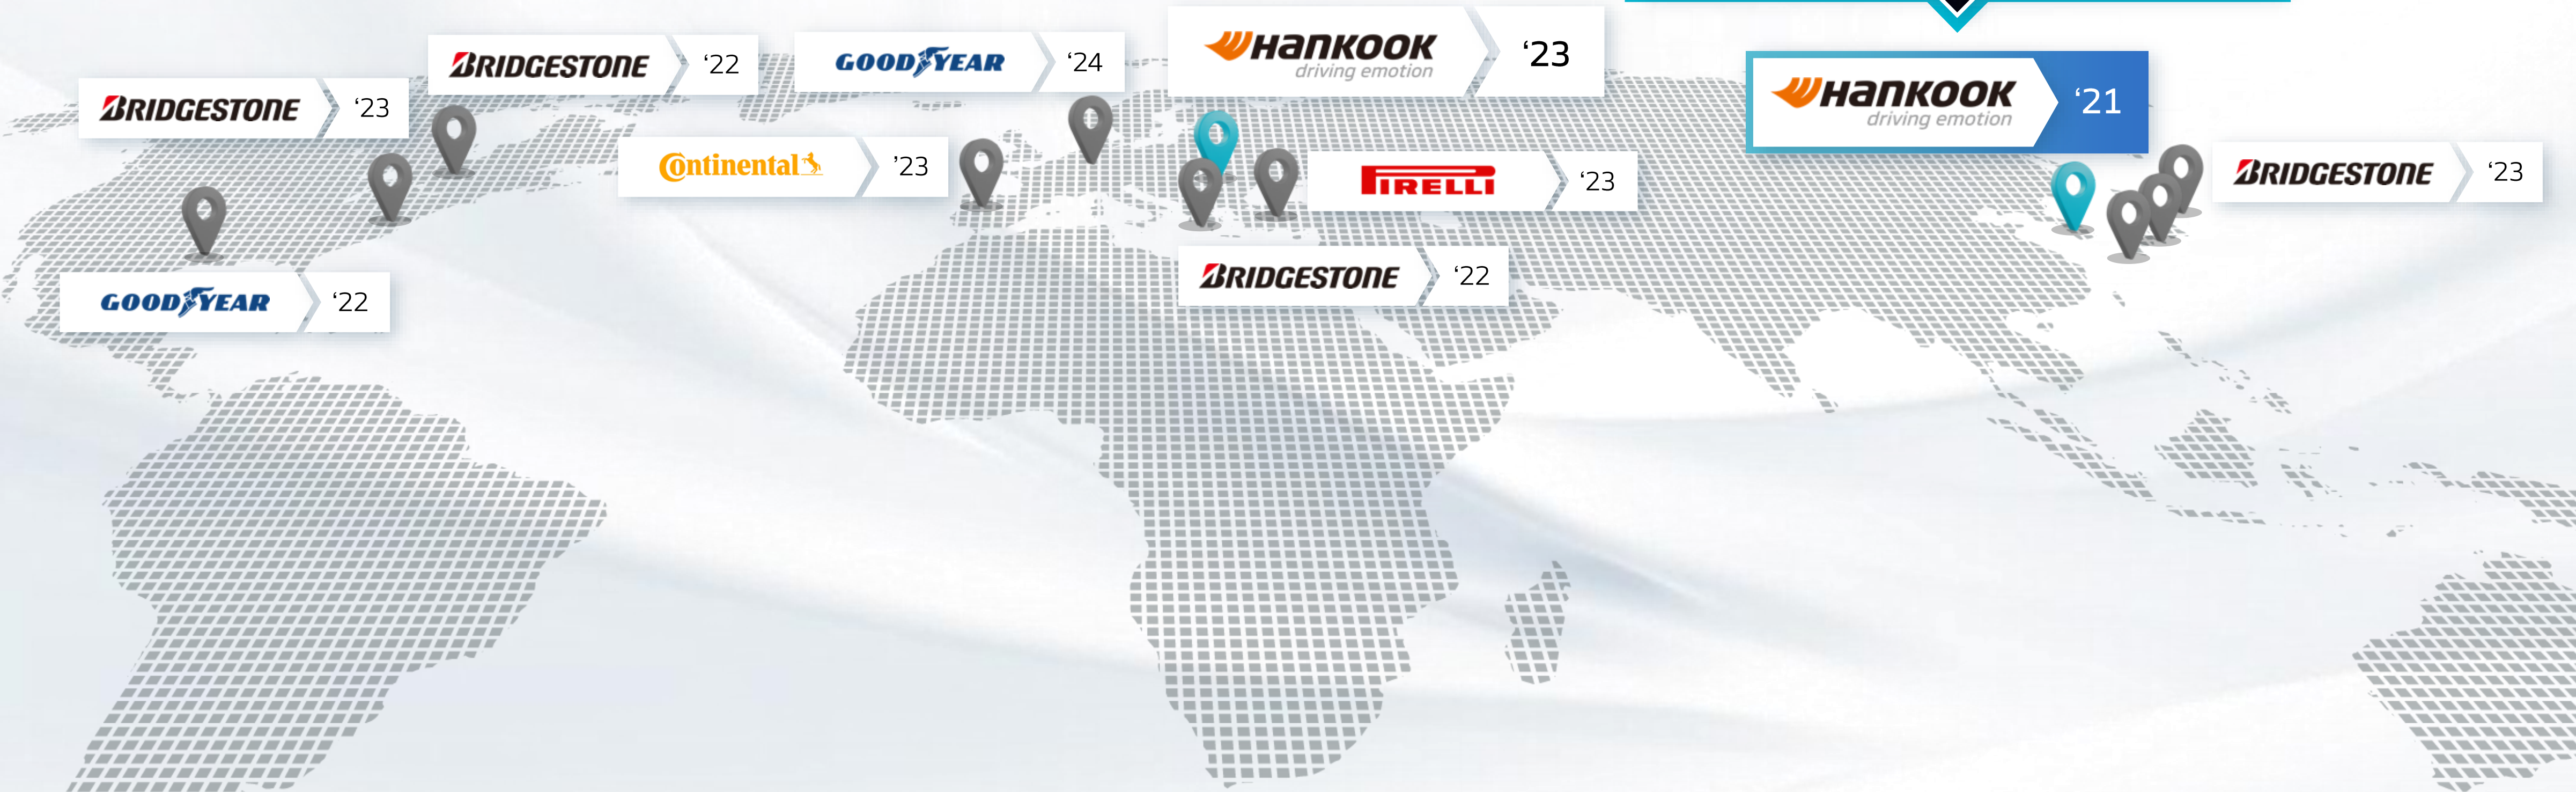 BRIDGESTONE ‘23
BRIDGESTONE ‘22
GOODYEAR ‘24
HANKOOK ‘23
driving emotion
HANKOOK ‘21
driving emotion
Continental ’23
PIRELLI ‘23
BRIDGESTONE ‘23
GOODYEAR ‘22
BRIDGESTONE ‘22